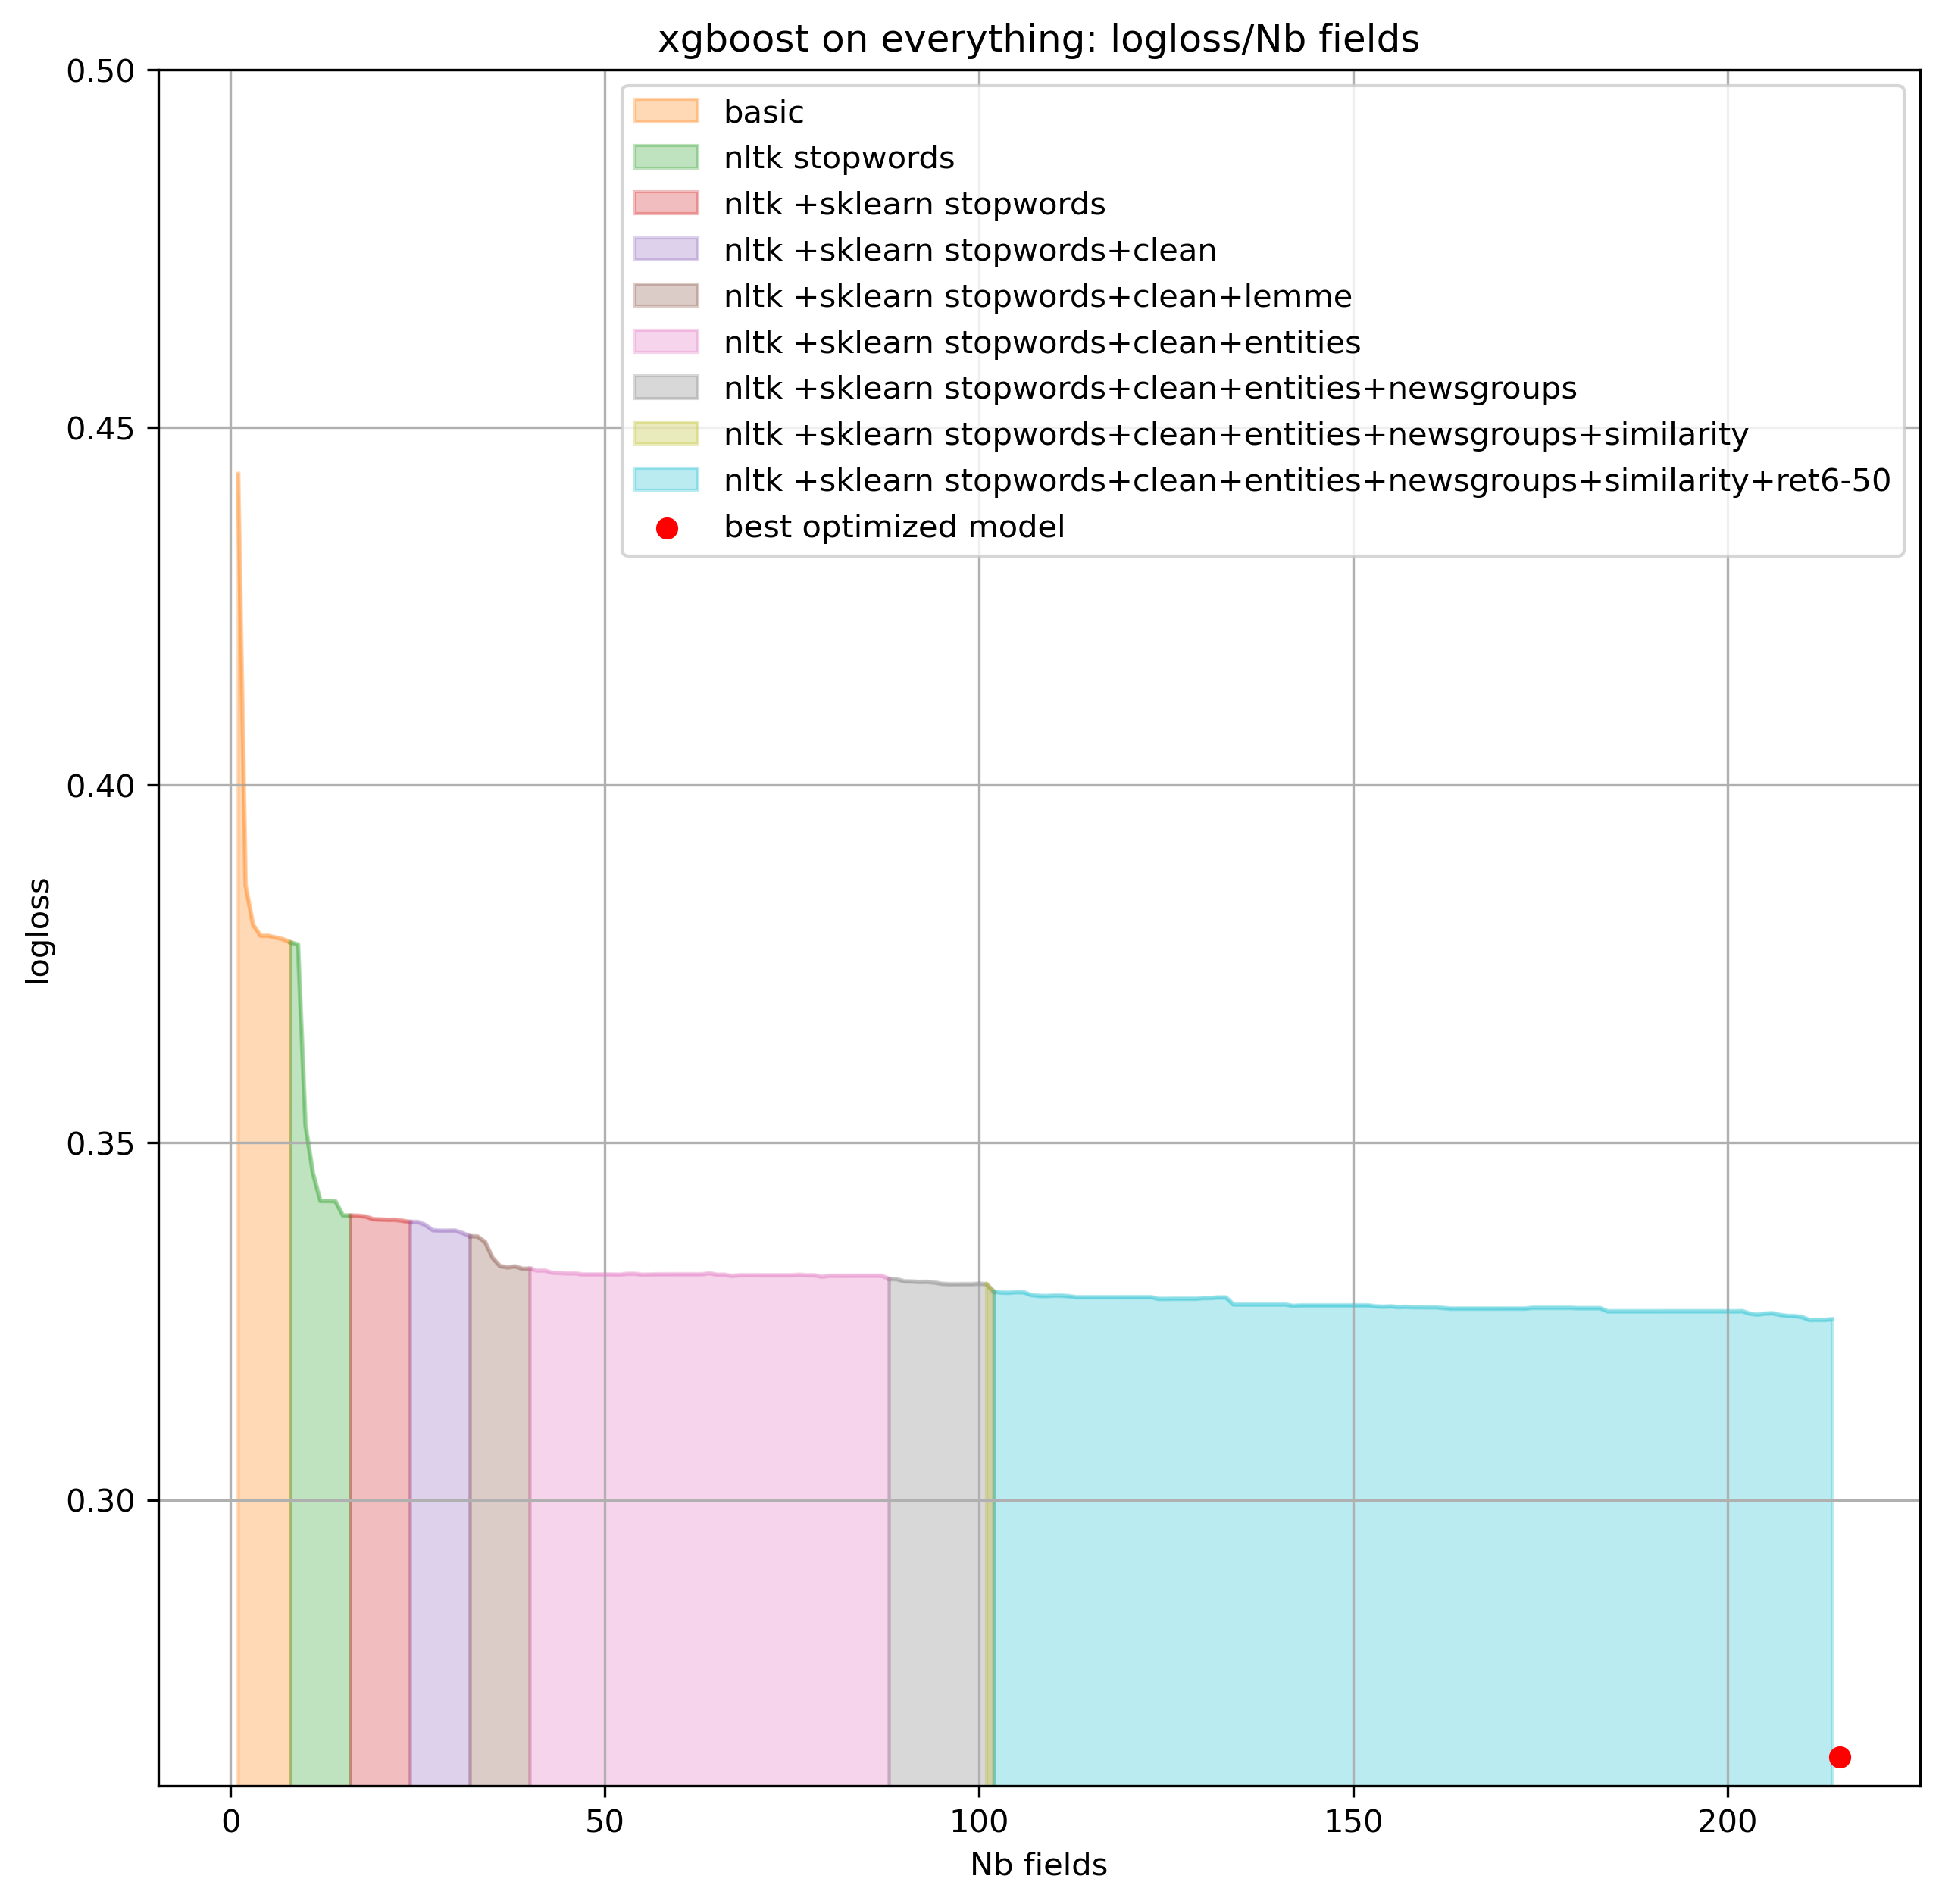 xgboost on everything: logloss/Nb fields
0.50
basic
nltk stopwords
nltk +sklearn stopwords
nltk +sklearn stopwords+clean
nltk +sklearn stopwords+clean+lemme
nltk +sklearn stopwords+clean+entities
nltk +sklearn stopwords+clean+entities+newsgroups
0.45
nltk +sklearn stopwords+clean+entities+newsgroups+similarity
nltk +sklearn stopwords+clean+entities+newsgroups+similarity+ret6-50
best optimized model
0.40
logloss
0.35
0.30
0 50 100 150 200
Nb fields